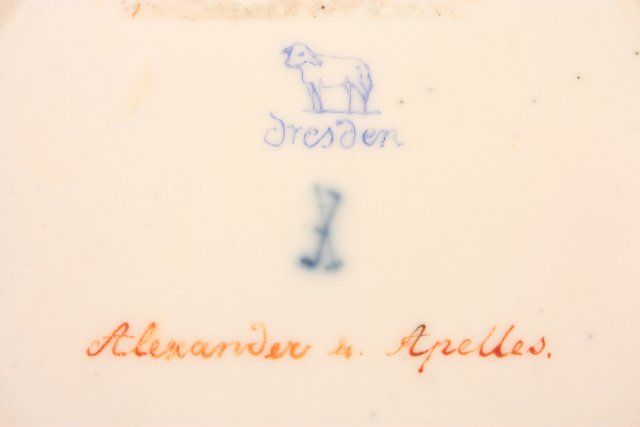 Dresden
Alexander u. Apelles.